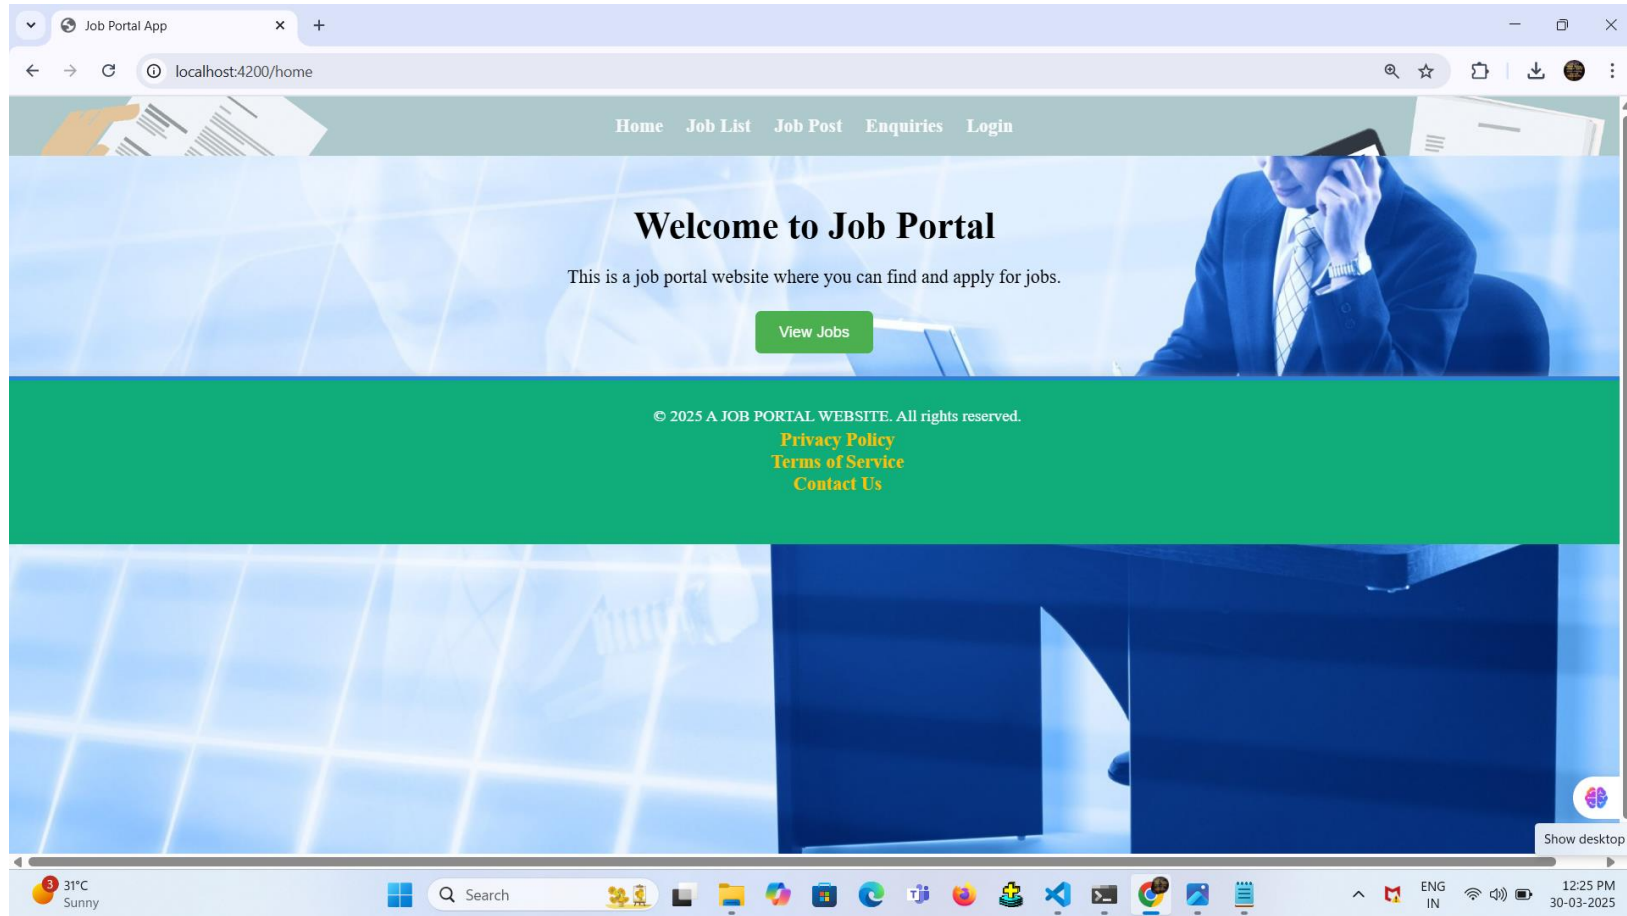 Job Portal App
localhost:4200/home
Home Job List Job Post Enquiries Login
Welcome to Job Portal
This is a job portal website where you can find and apply for jobs.
View Jobs
© 2025 A JOB PORTAL WEBSITE. All rights reserved.
Privacy Policy
Terms of Service
Contact Us
Show desktop
3
31°C
Sunny
Search
ENG
IN
12:25 PM
30-03-2025